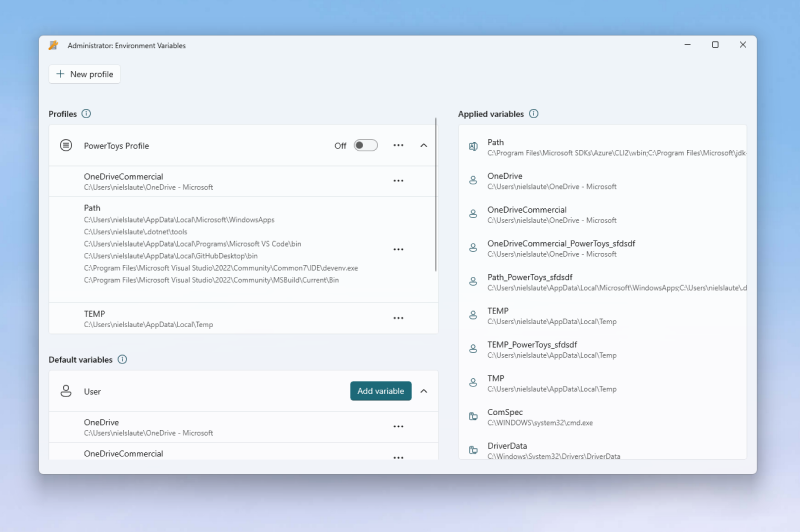 Administrator: Environment Variables
New profile
Profiles
PowerToys Profile
Off
OneDriveCommercial
C:\Users\nielslaute\OneDrive - Microsoft
Path
C:\Users\nielslaute\AppData\Local\Microsoft\WindowsApps
C:\Users\nielslaute\.dotnet\tools
C:\Users\nielslaute\AppData\Local\Programs\Microsoft VS Code\bin
C:\Users\nielslaute\AppData\Local\GitHubDesktop\bin
C:\Program Files\Microsoft Visual Studio\2022\Community\Common7\IDE\devenv.exe
C:\Program Files\Microsoft Visual Studio\2022\Community\MSBuild\Current\Bin
TEMP
C:\Users\nielslaute\AppData\Local\Temp
Default variables
User
Add variable
OneDrive
C:\Users\nielslaute\OneDrive - Microsoft
OneDriveCommercial
Applied variables
Path
C:\Program Files\Microsoft SDKs\Azure\CLI2\wbin;C:\Program Files\Microsoft\jdk-
OneDrive
C:\Users\nielslaute\OneDrive - Microsoft
OneDriveCommercial
C:\Users\nielslaute\OneDrive - Microsoft
OneDriveCommercial_PowerToys_sfdsdf
C:\Users\nielslaute\OneDrive - Microsoft
Path_PowerToys_sfdsdf
C:\Users\nielslaute\AppData\Local\Microsoft\WindowsApps;C:\Users\nielslaute\.d
TEMP
C:\Users\nielslaute\AppData\Local\Temp
TEMP_PowerToys_sfdsdf
C:\Users\nielslaute\AppData\Local\Temp
TMP
C:\Users\nielslaute\AppData\Local\Temp
ComSpec
C:\WINDOWS\system32\cmd.exe
DriverData
C:\Windows\System32\Drivers\DriverData